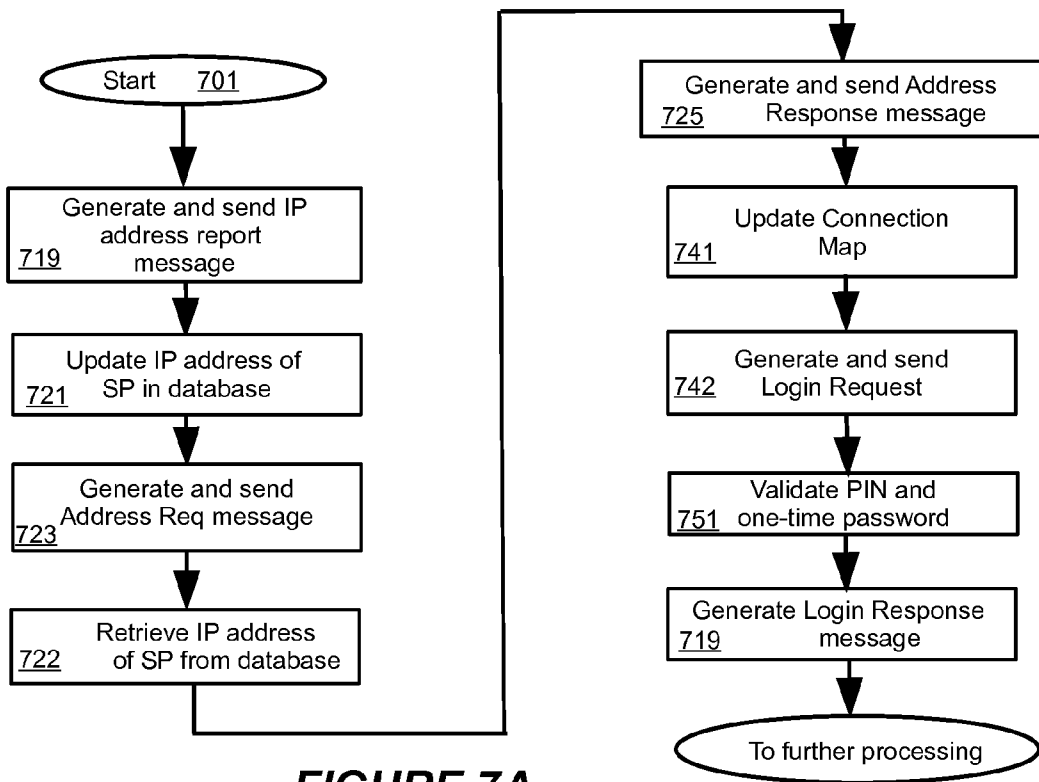 Start 701
Generate and send IP
address report
719 message
Update IP address of
721 SP in database
Generate and send
723 Address Req message
Retrieve IP address
722 of SP from database
Generate and send Address
725 Response message
Update Connection
741 Map
Generate and send
742 Login Request
Validate PIN and
751 one-time password
Generate Login Response
719 message
To further processing
FIGURE 7A